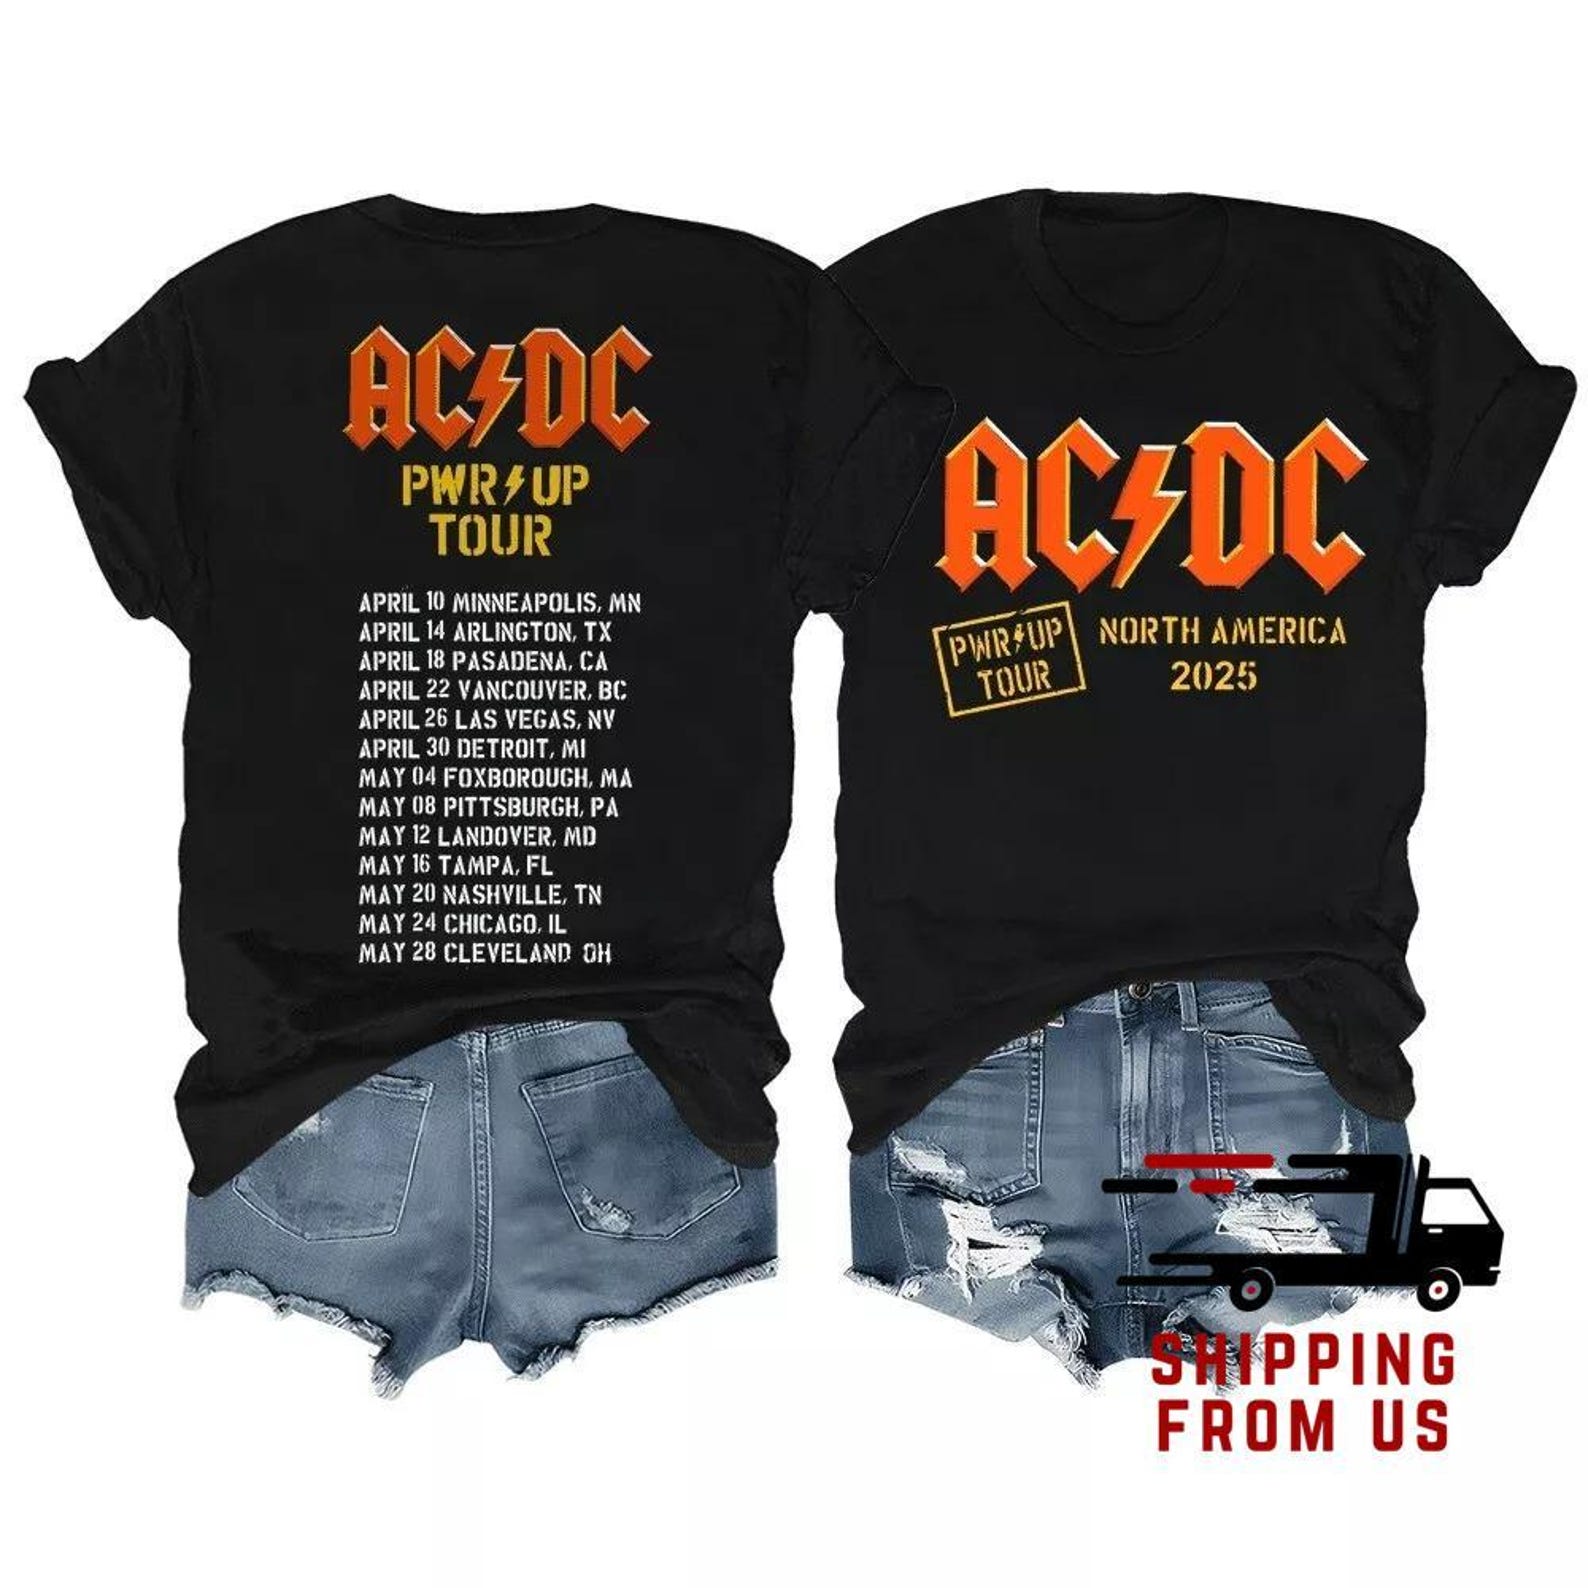 AC⚡DC
PWR⚡UP
TOUR
APRIL 10 MINNEAPOLIS, MN
APRIL 14 ARLINGTON, TX
APRIL 18 PASADENA, CA
APRIL 22 VANCOUVER, BC
APRIL 26 LAS VEGAS, NV
APRIL 30 DETROIT, MI
MAY 04 FOXBOROUGH, MA
MAY 08 PITTSBURGH, PA
MAY 12 LANDOVER, MD
MAY 16 TAMPA, FL
MAY 20 NASHVILLE, TN
MAY 24 CHICAGO, IL
MAY 28 CLEVELAND OH
AC⚡DC
PWR⚡UP
TOUR
NORTH AMERICA
2025
SHIPPING
FROM US